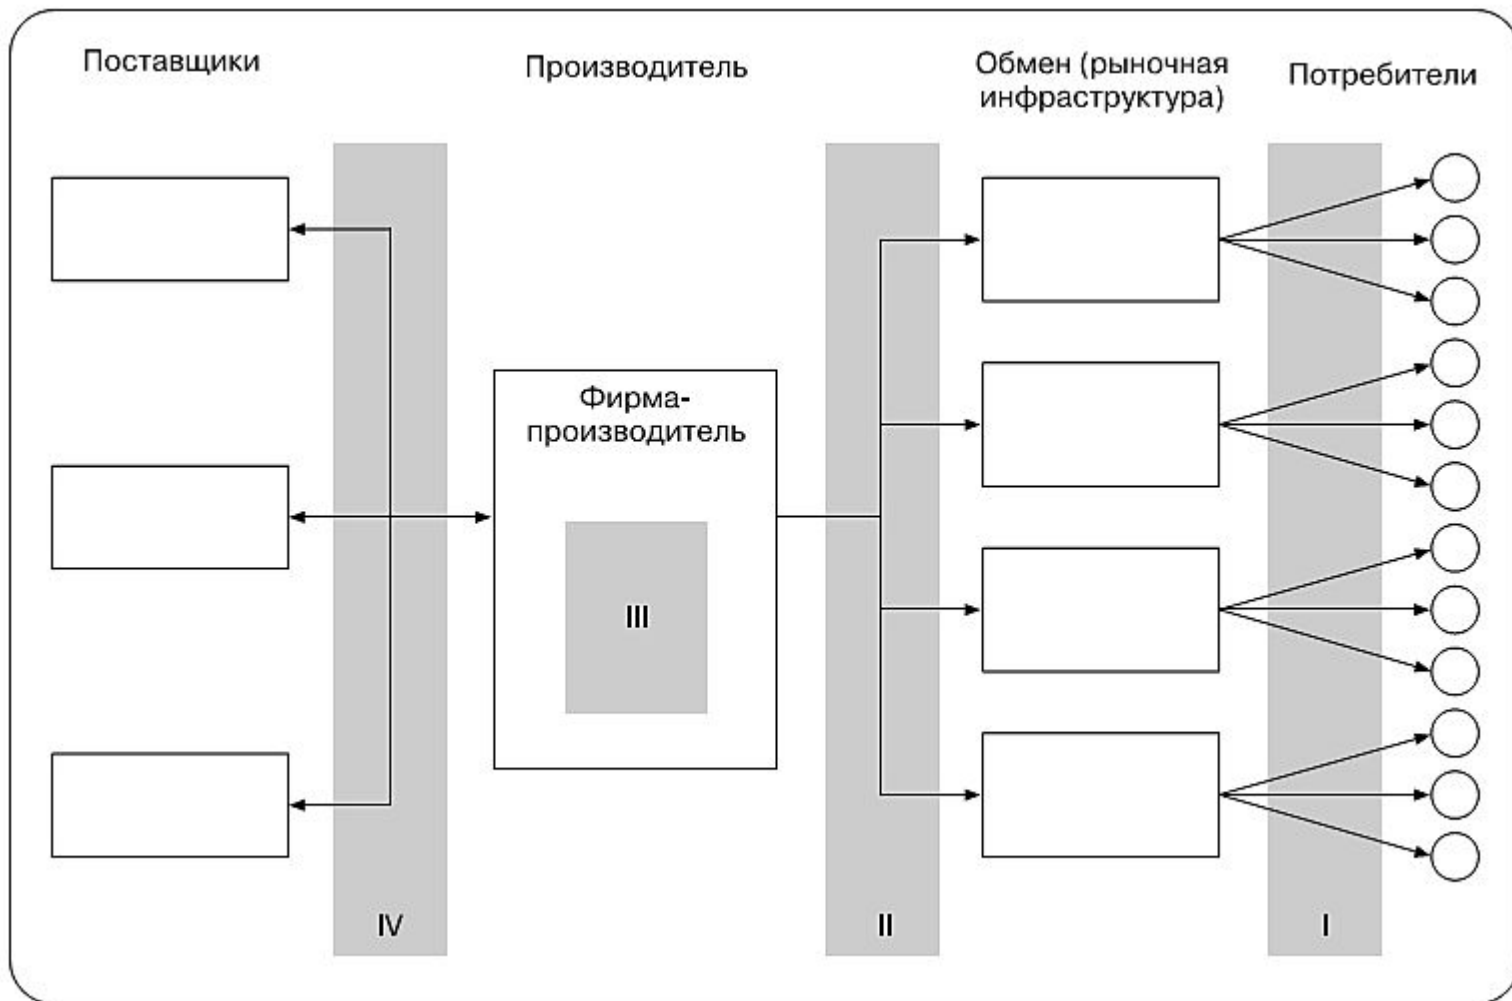 Поставщики
Производитель
Обмен (рыночная
инфраструктура)
Потребители
Фирма-
производитель
III
IV
II
I